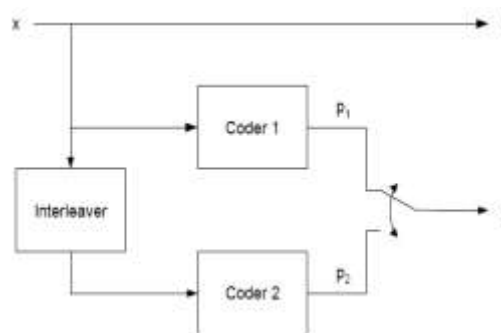 x
Coder 1
p₁
Interleaver
Coder 2
p₂